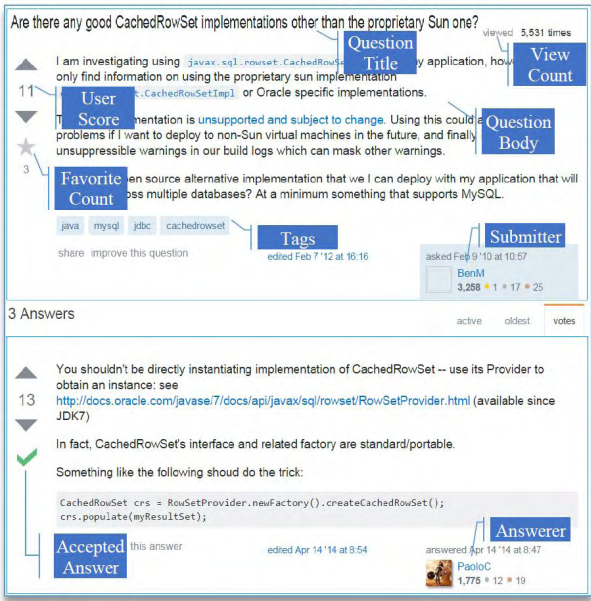 Are there any good CachedRowSet implementations other than the proprietary Sun one?
viewed 5,531 times
Question
Title
View
Count
I am investigating using javax.sql.rowset.CachedRowSe y application, how
only find information on using the proprietary sun implementation
t.CachedRowSetImpl or Oracle specific implementations.
11
User
Score
T mentation is unsupported and subject to change. Using this could a
problems if I want to deploy to non-Sun virtual machines in the future, and finally
unsuppressible warnings in our build logs which can mask other warnings.
Question
Body
3
Favorite
Count
en source alternative implementation that we I can deploy with my application that will
oss multiple databases? At a minimum something that supports MySQL.
java mysql jdbc cachedrowset
Tags
Submitter
share improve this question
edited Feb 7 '12 at 16:16
asked Feb 9 '10 at 10:57
BenM
3,258 1 17 25
3 Answers
active oldest votes
You shouldn't be directly instantiating implementation of CachedRowSet -- use its Provider to
obtain an instance: see
http://docs.oracle.com/javase/7/docs/api/javax/sql/rowset/RowSetProvider.html (available since
JDK7)
13
In fact, CachedRowSet's interface and related factory are standard/portable.
Something like the following shoud do the trick:
CachedRowSet crs = RowSetProvider.newFactory().createCachedRowSet();
crs.populate(myResultSet);
Answerer
Accepted
Answer
this answer
edited Apr 14 '14 at 8:54
answered Apr 14 '14 at 8:47
PaoloC
1,775 12 19